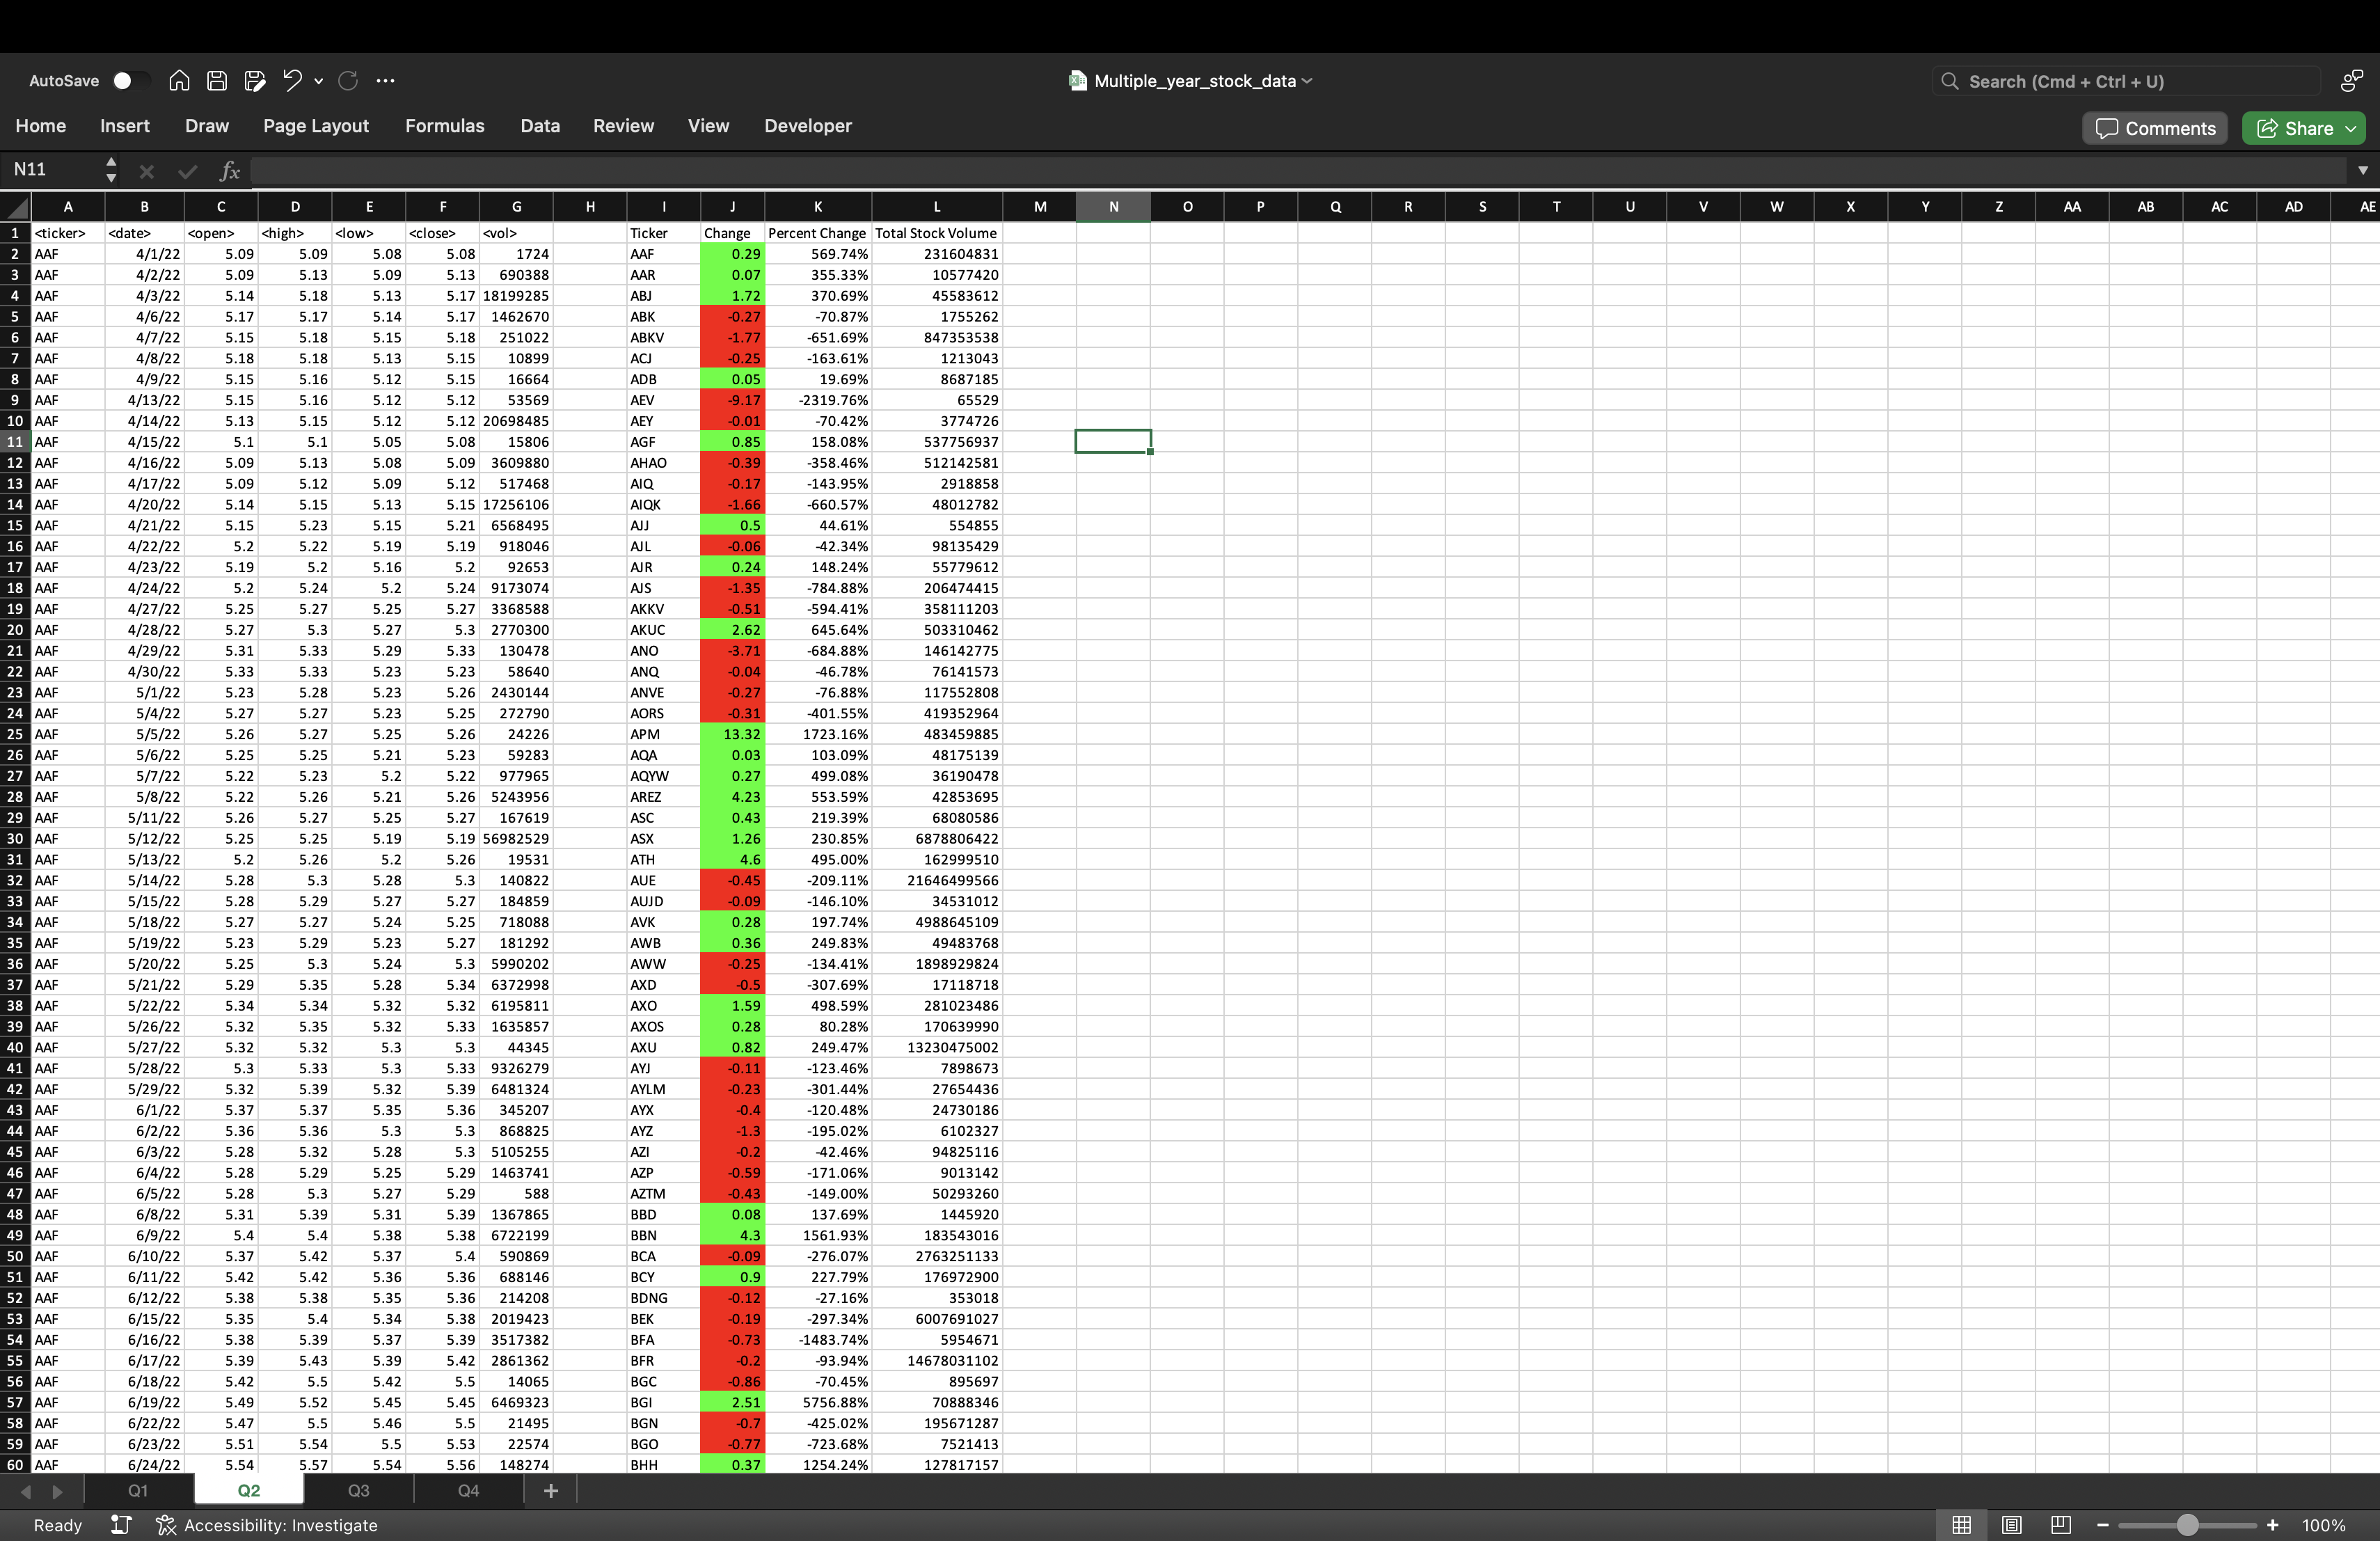 AutoSave
Multiple_year_stock_data
Search (Cmd + Ctrl + U)
Home Insert Draw Page Layout Formulas Data Review View Developer
Comments Share
N11 fx
A B C D E F G H I J K L M N O P Q R S T U V W X Y Z AA AB AC AD AE
1 <ticker> <date> <open> <high> <low> <close> <vol> Ticker Change Percent Change Total Stock Volume
2 AAF 4/1/22 5.09 5.09 5.08 5.08 1724 AAF 0.29 569.74% 231604831
3 AAF 4/2/22 5.09 5.13 5.09 5.13 690388 AAR 0.07 355.33% 10577420
4 AAF 4/3/22 5.14 5.18 5.13 5.17 18199285 ABJ 1.72 370.69% 45583612
5 AAF 4/6/22 5.17 5.17 5.14 5.17 1462670 ABK -0.27 -70.87% 1755262
6 AAF 4/7/22 5.15 5.18 5.15 5.18 251022 ABKV -1.77 -651.69% 847353538
7 AAF 4/8/22 5.18 5.18 5.13 5.15 10899 ACJ -0.25 -163.61% 1213043
8 AAF 4/9/22 5.15 5.16 5.12 5.15 16664 ADB 0.05 19.69% 8687185
9 AAF 4/13/22 5.15 5.16 5.12 5.12 53569 AEV -9.17 -2319.76% 65529
10 AAF 4/14/22 5.13 5.15 5.12 5.12 20698485 AEY -0.01 -70.42% 3774726
11 AAF 4/15/22 5.1 5.1 5.05 5.08 15806 AGF 0.85 158.08% 537756937
12 AAF 4/16/22 5.09 5.13 5.08 5.09 3609880 AHAO -0.39 -358.46% 512142581
13 AAF 4/17/22 5.09 5.12 5.09 5.12 517468 AIQ -0.17 -143.95% 2918858
14 AAF 4/20/22 5.14 5.15 5.13 5.15 17256106 AIQK -1.66 -660.57% 48012782
15 AAF 4/21/22 5.15 5.23 5.15 5.21 6568495 AJJ 0.5 44.61% 554855
16 AAF 4/22/22 5.2 5.22 5.19 5.19 918046 AJL -0.06 -42.34% 98135429
17 AAF 4/23/22 5.19 5.2 5.16 5.2 92653 AJR 0.24 148.24% 55779612
18 AAF 4/24/22 5.2 5.24 5.2 5.24 9173074 AJS -1.35 -784.88% 206474415
19 AAF 4/27/22 5.25 5.27 5.25 5.27 3368588 AKKV -0.51 -594.41% 358111203
20 AAF 4/28/22 5.27 5.3 5.27 5.3 2770300 AKUC 2.62 645.64% 503310462
21 AAF 4/29/22 5.31 5.33 5.29 5.33 130478 ANO -3.71 -684.88% 146142775
22 AAF 4/30/22 5.33 5.33 5.23 5.23 58640 ANQ -0.04 -46.78% 76141573
23 AAF 5/1/22 5.23 5.28 5.23 5.26 2430144 ANVE -0.27 -76.88% 117552808
24 AAF 5/4/22 5.27 5.27 5.23 5.25 272790 AORS -0.31 -401.55% 419352964
25 AAF 5/5/22 5.26 5.27 5.25 5.26 24226 APM 13.32 1723.16% 483459885
26 AAF 5/6/22 5.25 5.25 5.21 5.23 59283 AQA 0.03 103.09% 48175139
27 AAF 5/7/22 5.22 5.23 5.2 5.22 977965 AQYW 0.27 499.08% 36190478
28 AAF 5/8/22 5.22 5.26 5.21 5.26 5243956 AREZ 4.23 553.59% 42853695
29 AAF 5/11/22 5.26 5.27 5.25 5.27 167619 ASC 0.43 219.39% 68080586
30 AAF 5/12/22 5.25 5.25 5.19 5.19 56982529 ASX 1.26 230.85% 6878806422
31 AAF 5/13/22 5.2 5.26 5.2 5.26 19531 ATH 4.6 495.00% 162999510
32 AAF 5/14/22 5.28 5.3 5.28 5.3 140822 AUE -0.45 -209.11% 21646499566
33 AAF 5/15/22 5.28 5.29 5.27 5.27 184859 AUJD -0.09 -146.10% 34531012
34 AAF 5/18/22 5.27 5.27 5.24 5.25 718088 AVK 0.28 197.74% 4988645109
35 AAF 5/19/22 5.23 5.29 5.23 5.27 181292 AWB 0.36 249.83% 49483768
36 AAF 5/20/22 5.25 5.3 5.24 5.3 5990202 AWW -0.25 -134.41% 1898929824
37 AAF 5/21/22 5.29 5.35 5.28 5.34 6372998 AXD -0.5 -307.69% 17118718
38 AAF 5/22/22 5.34 5.34 5.32 5.32 6195811 AXO 1.59 498.59% 281023486
39 AAF 5/26/22 5.32 5.35 5.32 5.33 1635857 AXOS 0.28 80.28% 170639990
40 AAF 5/27/22 5.32 5.32 5.3 5.3 44345 AXU 0.82 249.47% 13230475002
41 AAF 5/28/22 5.3 5.33 5.3 5.33 9326279 AYJ -0.11 -123.46% 7898673
42 AAF 5/29/22 5.32 5.39 5.32 5.39 6481324 AYLM -0.23 -301.44% 27654436
43 AAF 6/1/22 5.37 5.37 5.35 5.36 345207 AYX -0.4 -120.48% 24730186
44 AAF 6/2/22 5.36 5.36 5.3 5.3 868825 AYZ -1.3 -195.02% 6102327
45 AAF 6/3/22 5.28 5.32 5.28 5.3 5105255 AZI -0.2 -42.46% 94825116
46 AAF 6/4/22 5.28 5.29 5.25 5.29 1463741 AZP -0.59 -171.06% 9013142
47 AAF 6/5/22 5.28 5.3 5.27 5.29 588 AZTM -0.43 -149.00% 50293260
48 AAF 6/8/22 5.31 5.39 5.31 5.39 1367865 BBD 0.08 137.69% 1445920
49 AAF 6/9/22 5.4 5.4 5.38 5.38 6722199 BBN 4.3 1561.93% 183543016
50 AAF 6/10/22 5.37 5.42 5.37 5.4 590869 BCA -0.09 -276.07% 2763251133
51 AAF 6/11/22 5.42 5.42 5.36 5.36 688146 BCY 0.9 227.79% 176972900
52 AAF 6/12/22 5.38 5.38 5.35 5.36 214208 BDNG -0.12 -27.16% 353018
53 AAF 6/15/22 5.35 5.4 5.34 5.38 2019423 BEK -0.19 -297.34% 6007691027
54 AAF 6/16/22 5.38 5.39 5.37 5.39 3517382 BFA -0.73 -1483.74% 5954671
55 AAF 6/17/22 5.39 5.43 5.39 5.42 2861362 BFR -0.2 -93.94% 14678031102
56 AAF 6/18/22 5.42 5.5 5.42 5.5 14065 BGC -0.86 -70.45% 895697
57 AAF 6/19/22 5.49 5.52 5.45 5.45 6469323 BGI 2.51 5756.88% 70888346
58 AAF 6/22/22 5.47 5.5 5.46 5.5 21495 BGN -0.7 -425.02% 195671287
59 AAF 6/23/22 5.51 5.54 5.5 5.53 22574 BGO -0.77 -723.68% 7521413
60 AAF 6/24/22 5.54 5.57 5.54 5.56 148274 BHH 0.37 1254.24% 127817157
Q1 Q2 Q3 Q4
Ready Accessibility: Investigate 100%